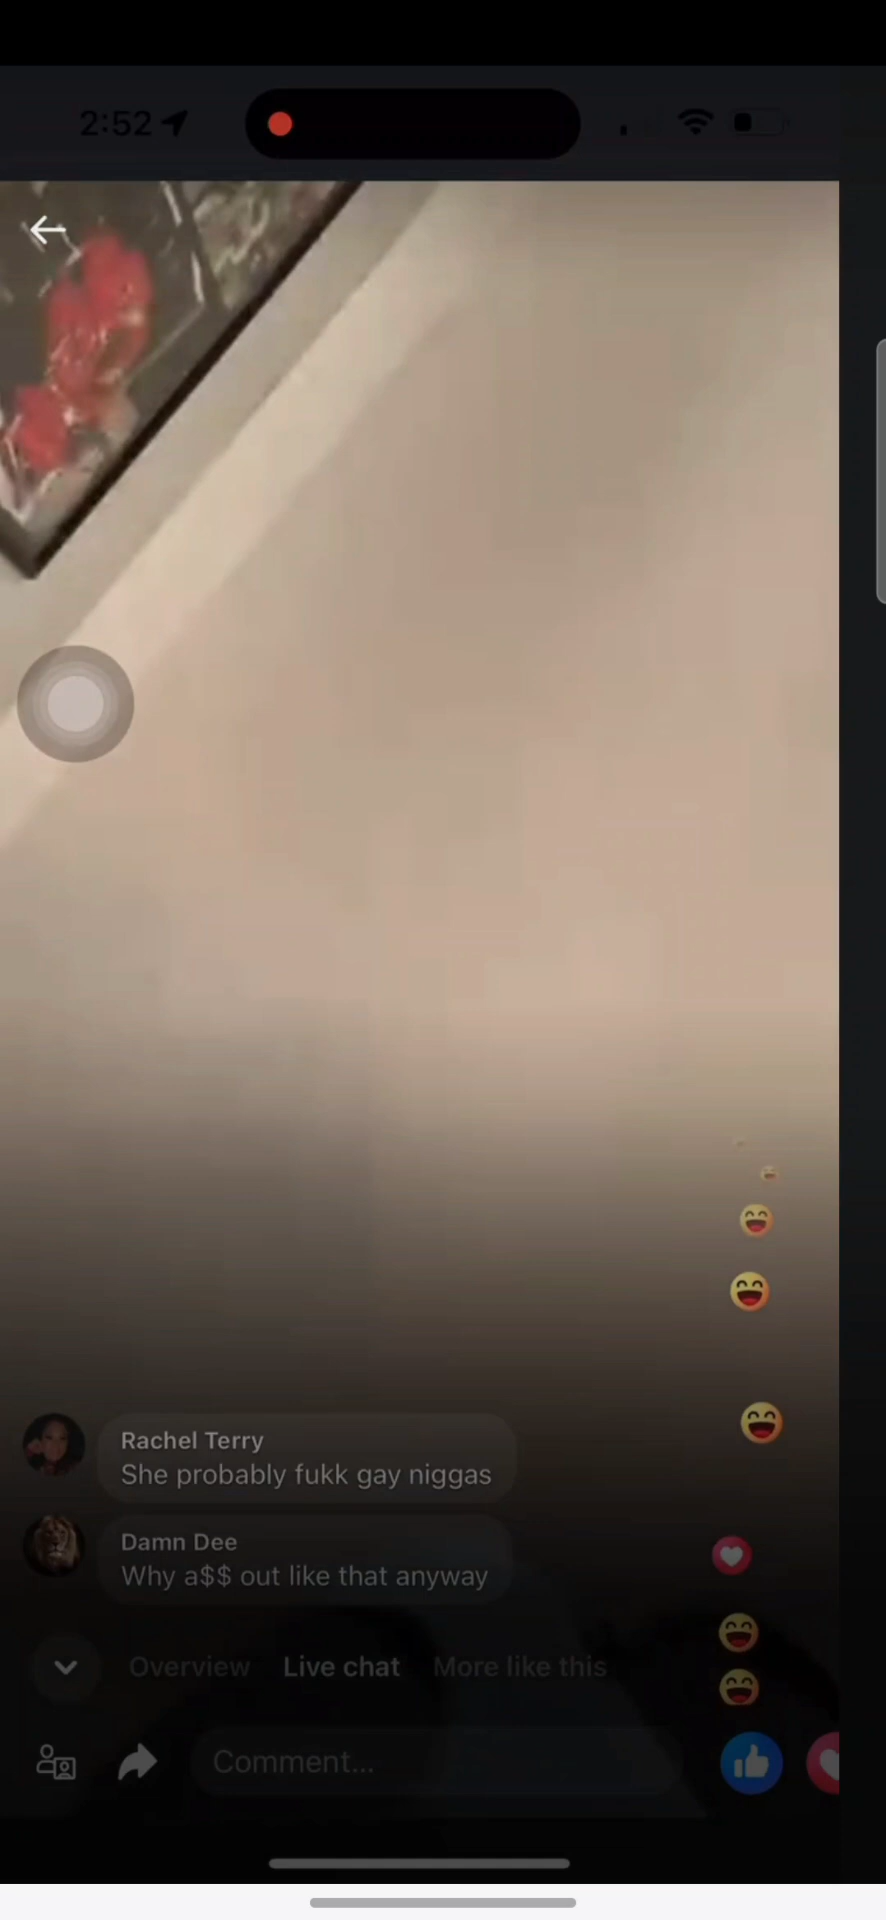 2:52
Rachel Terry
She probably fukk gay niggas
Damn Dee
Why a$$ out like that anyway
Overview Live chat More like this
Comment...